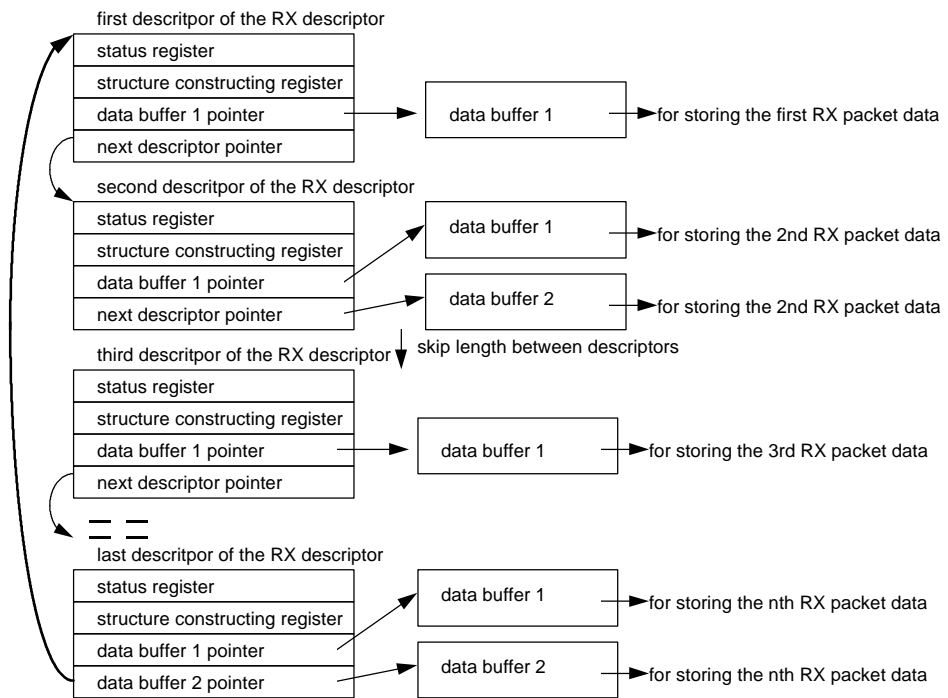 first descritpor of the RX descriptor
status register
structure constructing register
data buffer 1 pointer
next descriptor pointer
data buffer 1
for storing the first RX packet data
second descritpor of the RX descriptor
status register
structure constructing register
data buffer 1 pointer
next descriptor pointer
data buffer 1
for storing the 2nd RX packet data
data buffer 2
for storing the 2nd RX packet data
skip length between descriptors
third descritpor of the RX descriptor
status register
structure constructing register
data buffer 1 pointer
next descriptor pointer
data buffer 1
for storing the 3rd RX packet data
last descritpor of the RX descriptor
status register
structure constructing register
data buffer 1 pointer
data buffer 2 pointer
data buffer 1
for storing the nth RX packet data
data buffer 2
for storing the nth RX packet data